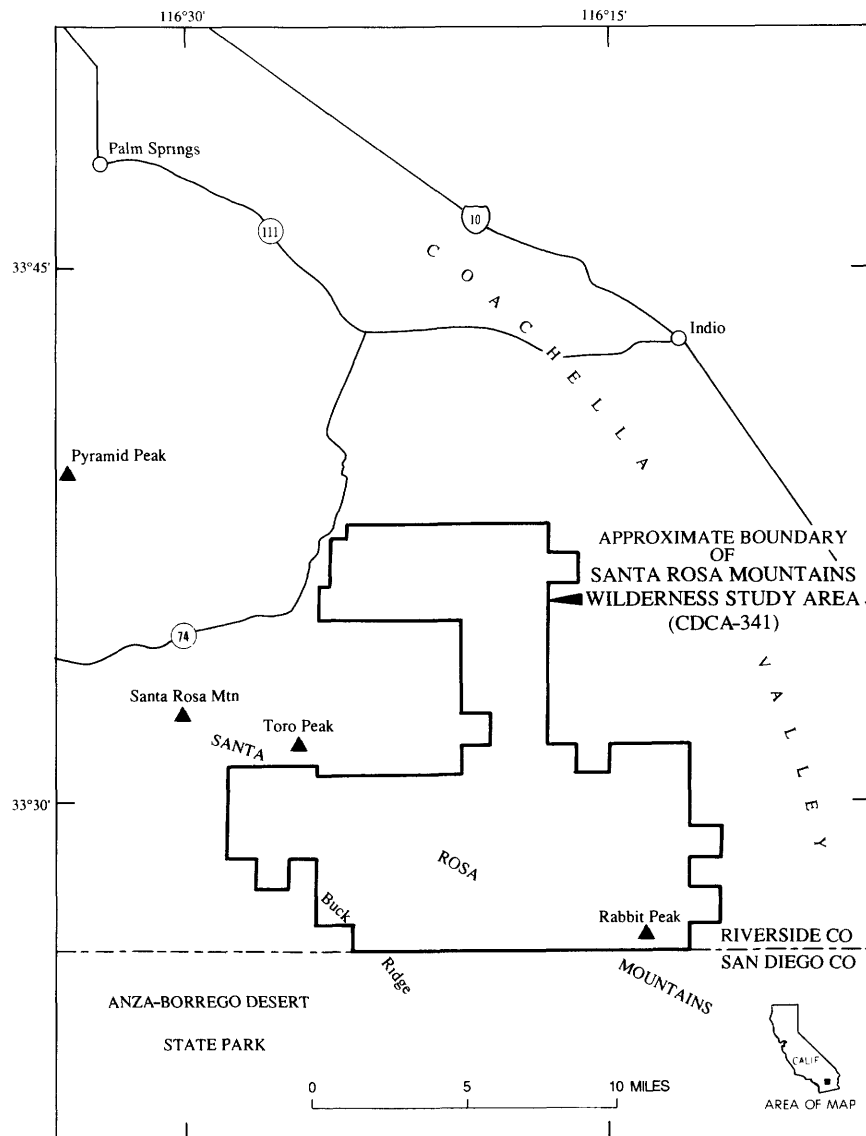 116°30'
116°15'
Palm Springs
111
10
COACHELLA
33°45'
Indio
Pyramid Peak
APPROXIMATE BOUNDARY
OF
SANTA ROSA MOUNTAINS
WILDERNESS STUDY AREA
(CDCA-341)
74
VALLEY
Santa Rosa Mtn
Toro Peak
SANTA
33°30'
ROSA
Buck
Rabbit Peak
RIVERSIDE CO
SAN DIEGO CO
Ridge
MOUNTAINS
ANZA-BORREGO DESERT
STATE PARK
CALIF
0 5 10 MILES
AREA OF MAP